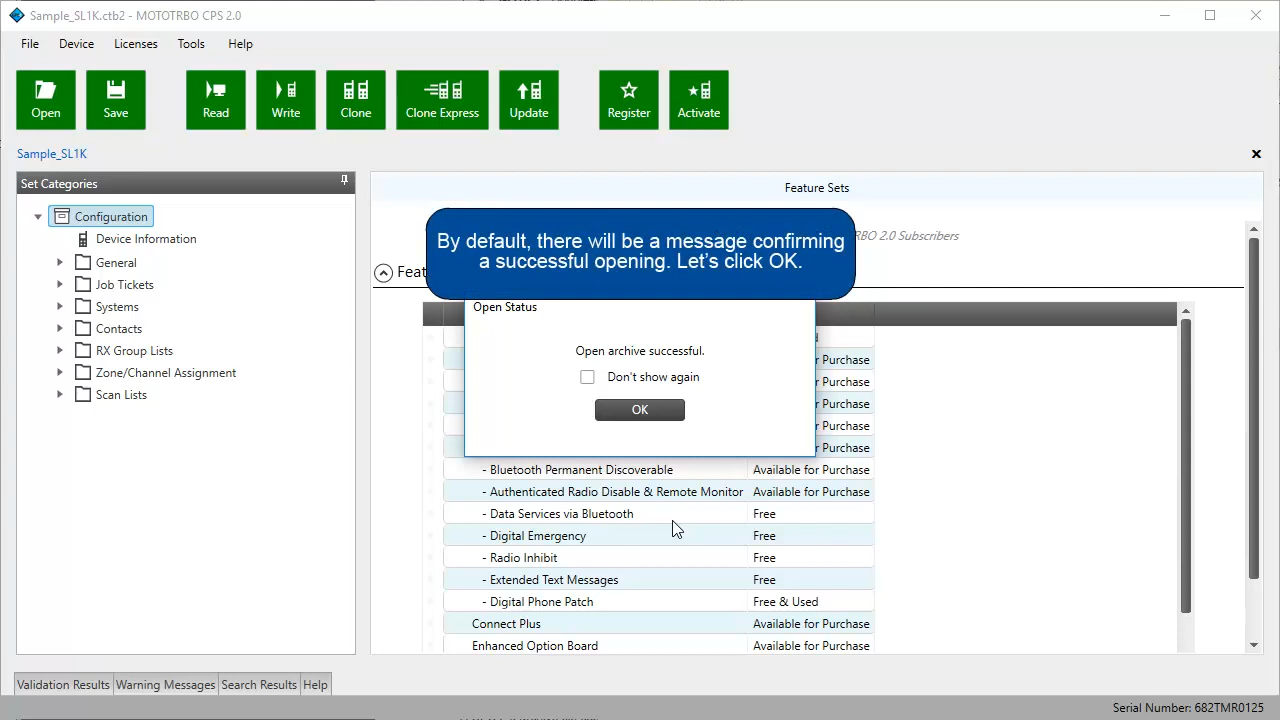 Sample_SL1K.ctb2 - MOTOTRBO CPS 2.0
File Device Licenses Tools Help
Open Save Read Write Clone Clone Express Update Register Activate
Sample_SL1K
Set Categories
Configuration
Device Information
General
Job Tickets
Systems
Contacts
RX Group Lists
Zone/Channel Assignment
Scan Lists
Feature Sets
RBO 2.0 Subscribers
By default, there will be a message confirming
a successful opening. Let's click OK.
Open Status
Open archive successful.
Don't show again
OK
r Purchase
r Purchase
r Purchase
r Purchase
r Purchase
- Bluetooth Permanent Discoverable Available for Purchase
- Authenticated Radio Disable & Remote Monitor Available for Purchase
- Data Services via Bluetooth Free
- Digital Emergency Free
- Radio Inhibit Free
- Extended Text Messages Free
- Digital Phone Patch Free & Used
Connect Plus Available for Purchase
Enhanced Option Board Available for Purchase
Validation Results Warning Messages Search Results Help
Serial Number: 682TMR0125